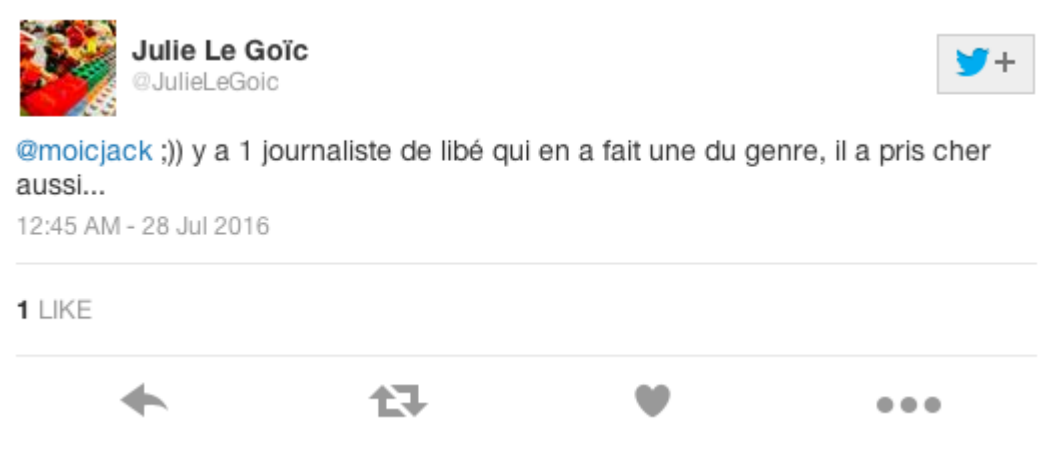 Julie Le Goïc
@JulieLeGoic
@moicjack ;)) y a 1 journaliste de libé qui en a fait une du genre, il a pris cher
aussi...
12:45 AM - 28 Jul 2016
1 LIKE